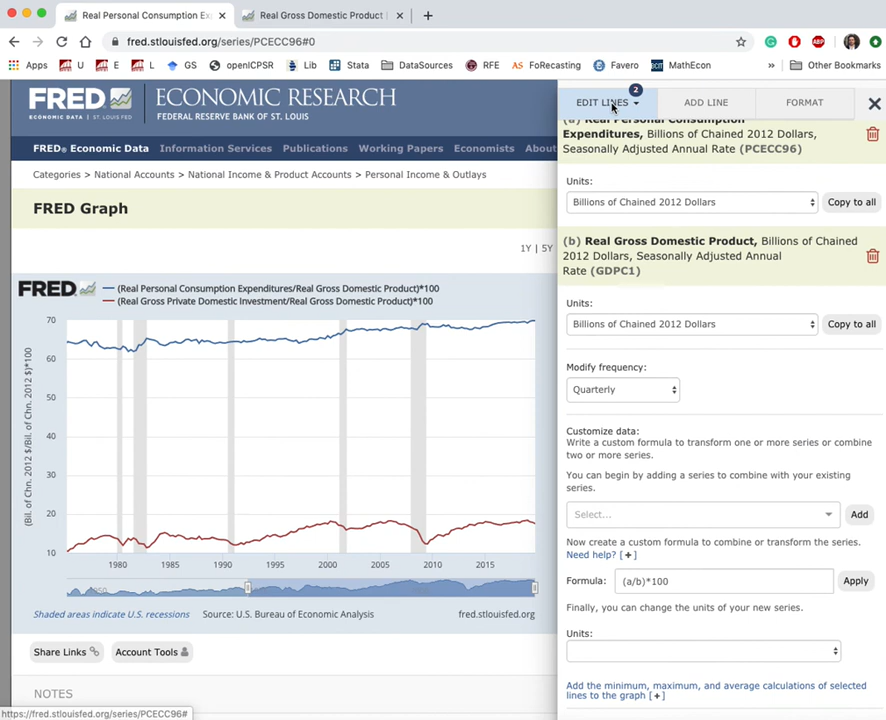 Real Personal Consumption Ex
Real Gross Domestic Product |
fred.stlouisfed.org/series/PCECC96#0
Apps U E L GS openICPSR Lib Stata DataSources RFE AS FoRecasting Favero MathEcon Other Bookmarks
FRED ECONOMIC RESEARCH
ECONOMIC DATA | ST. LOUIS FED FEDERAL RESERVE BANK OF ST. LOUIS
FRED® Economic Data Information Services Publications Working Papers Economists About
Categories > National Accounts > National Income & Product Accounts > Personal Income & Outlays
FRED Graph
1Y | 5Y
FRED
(Real Personal Consumption Expenditures/Real Gross Domestic Product)*100
(Real Gross Private Domestic Investment/Real Gross Domestic Product)*100
(Bil. of Chn. 2012 $/Bil. of Chn. 2012 $)*100
70
60
50
40
30
20
10
1980 1985 1990 1995 2000 2005 2010 2015
Shaded areas indicate U.S. recessions Source: U.S. Bureau of Economic Analysis fred.stlouisfed.org
Share Links Account Tools
NOTES
https://fred.stlouisfed.org/series/PCECC96#
EDIT LINES 2 ADD LINE FORMAT
(a) Real Personal Consumption
Expenditures, Billions of Chained 2012 Dollars,
Seasonally Adjusted Annual Rate (PCECC96)
Units:
Billions of Chained 2012 Dollars Copy to all
(b) Real Gross Domestic Product, Billions of Chained
2012 Dollars, Seasonally Adjusted Annual
Rate (GDPC1)
Units:
Billions of Chained 2012 Dollars Copy to all
Modify frequency:
Quarterly
Customize data:
Write a custom formula to transform one or more series or combine
two or more series.
You can begin by adding a series to combine with your existing
series.
Select... Add
Now create a custom formula to combine or transform the series.
Need help? [+]
Formula: (a/b)*100 Apply
Finally, you can change the units of your new series.
Units:
Add the minimum, maximum, and average calculations of selected
lines to the graph [+]